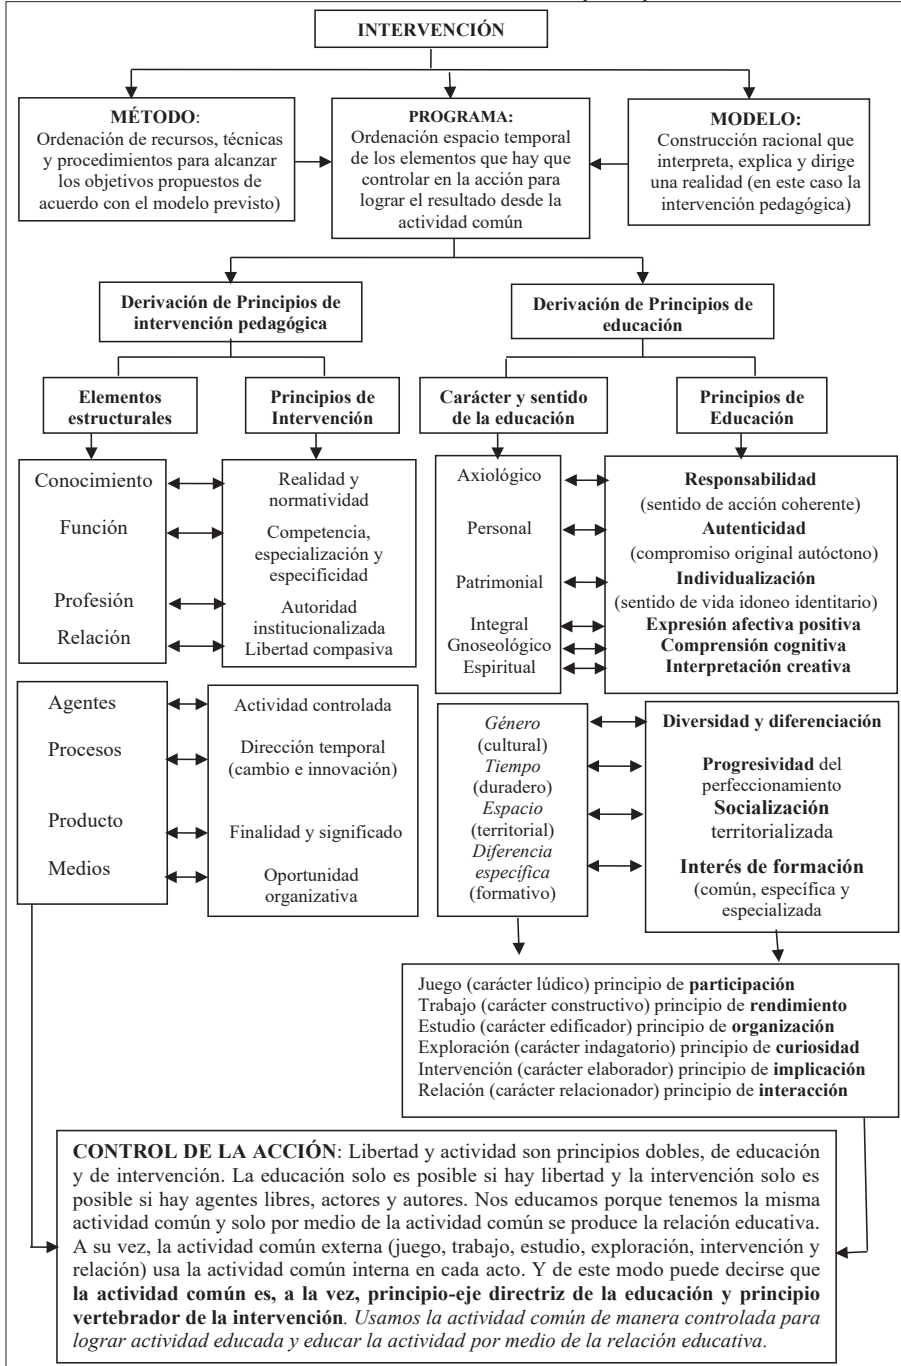 INTERVENCIÓN
MÉTODO:
Ordenación de recursos, técnicas
y procedimientos para alcanzar
los objetivos propuestos de
acuerdo con el modelo previsto)
PROGRAMA:
Ordenación espacio temporal
de los elementos que hay que
controlar en la acción para
lograr el resultado desde la
actividad común
MODELO:
Construcción racional que
interpreta, explica y dirige
una realidad (en este caso la
intervención pedagógica)
Derivación de Principios de
intervención pedagógica
Derivación de Principios de
educación
Elementos
estructurales
Principios de
Intervención
Carácter y sentido
de la educación
Principios de
Educación
Conocimiento
Función
Profesión
Relación
Realidad y
normatividad
Competencia,
especialización y
especificidad
Autoridad
institucionalizada
Libertad compasiva
Axiológico
Personal
Patrimonial
Integral
Gnoseológico
Espiritual
Responsabilidad
(sentido de acción coherente)
Autenticidad
(compromiso original autóctono)
Individualización
(sentido de vida idoneo identitario)
Expresión afectiva positiva
Comprensión cognitiva
Interpretación creativa
Agentes
Procesos
Producto
Medios
Actividad controlada
Dirección temporal
(cambio e innovación)
Finalidad y significado
Oportunidad
organizativa
Género
(cultural)
Tiempo
(duradero)
Espacio
(territorial)
Diferencia
específica
(formativo)
Diversidad y diferenciación
Progresividad del
perfeccionamiento
Socialización
territorializada
Interés de formación
(común, específica y
especializada
Juego (carácter lúdico) principio de participación
Trabajo (carácter constructivo) principio de rendimiento
Estudio (carácter edificador) principio de organización
Exploración (carácter indagatorio) principio de curiosidad
Intervención (carácter elaborador) principio de implicación
Relación (carácter relacionador) principio de interacción
CONTROL DE LA ACCIÓN: Libertad y actividad son principios dobles, de educación
y de intervención. La educación solo es posible si hay libertad y la intervención solo es
posible si hay agentes libres, actores y autores. Nos educamos porque tenemos la misma
actividad común y solo por medio de la actividad común se produce la relación educativa.
A su vez, la actividad común externa (juego, trabajo, estudio, exploración, intervención y
relación) usa la actividad común interna en cada acto. Y de este modo puede decirse que
la actividad común es, a la vez, principio-eje directriz de la educación y principio
vertebrador de la intervención. Usamos la actividad común de manera controlada para
lograr actividad educada y educar la actividad por medio de la relación educativa.